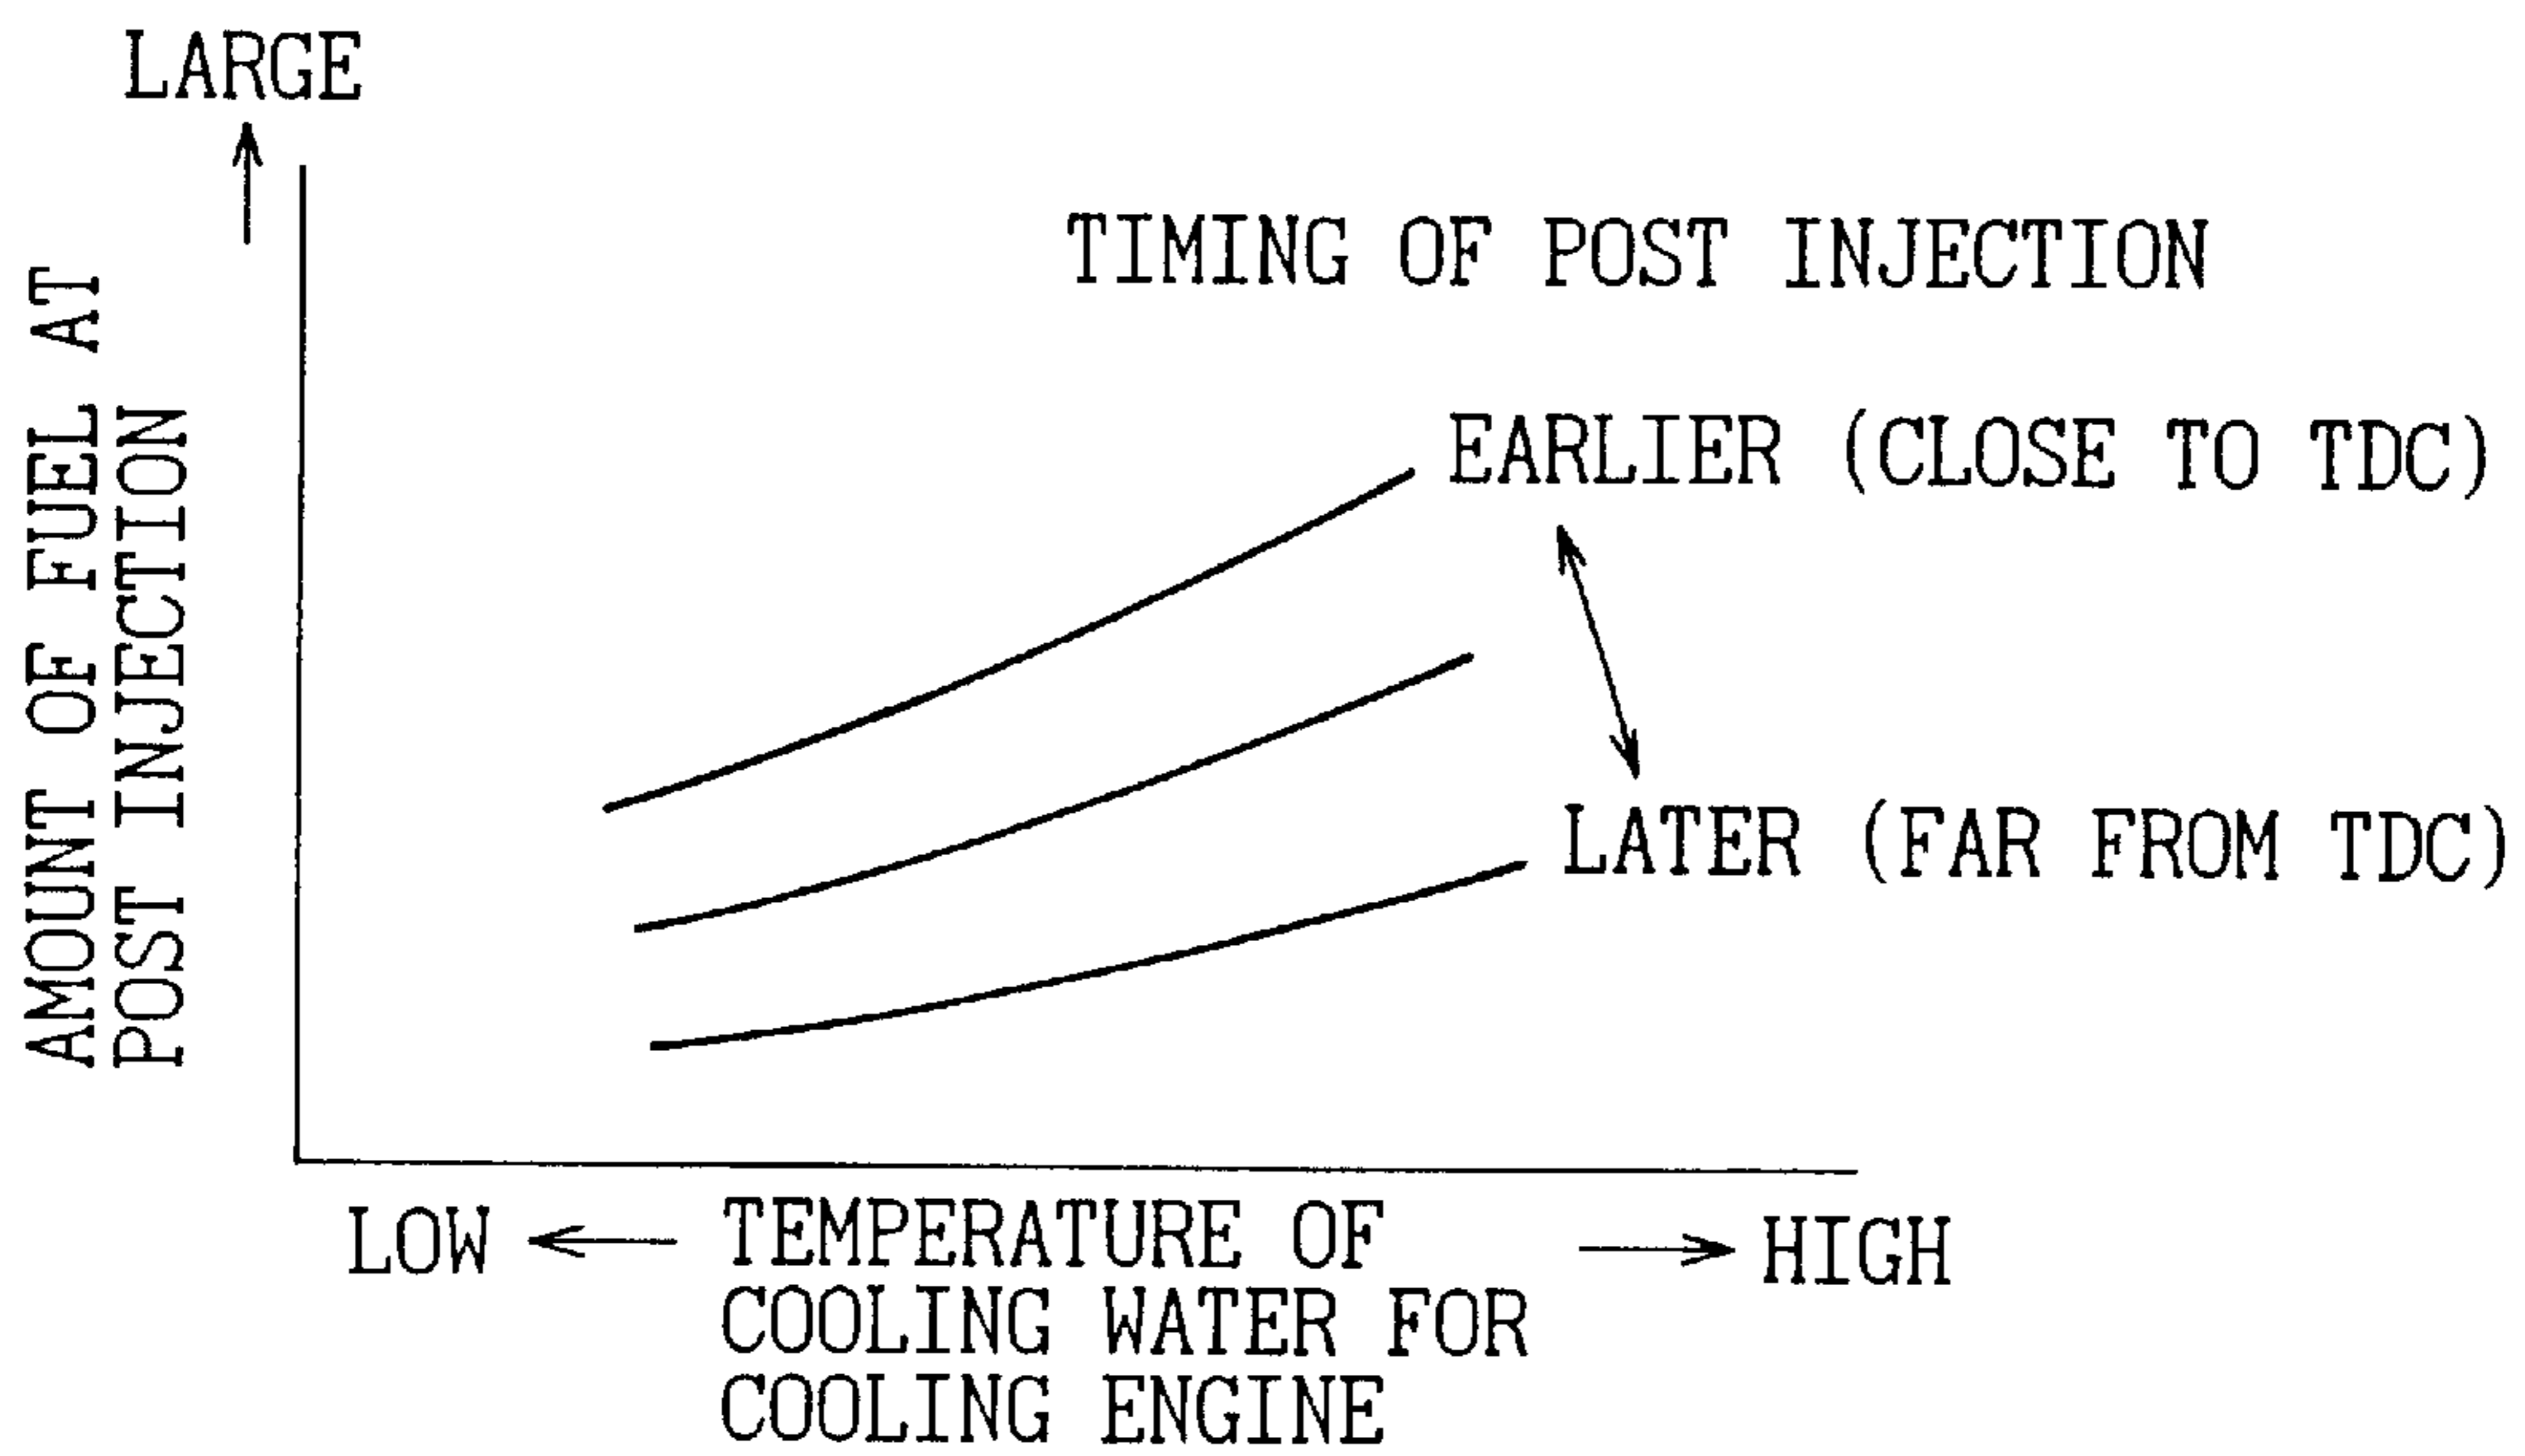 LARGE
AMOUNT OF FUEL AT
POST INJECTION
TIMING OF POST INJECTION
EARLIER (CLOSE TO TDC)
LATER (FAR FROM TDC)
LOW
TEMPERATURE OF
COOLING WATER FOR
COOLING ENGINE
HIGH